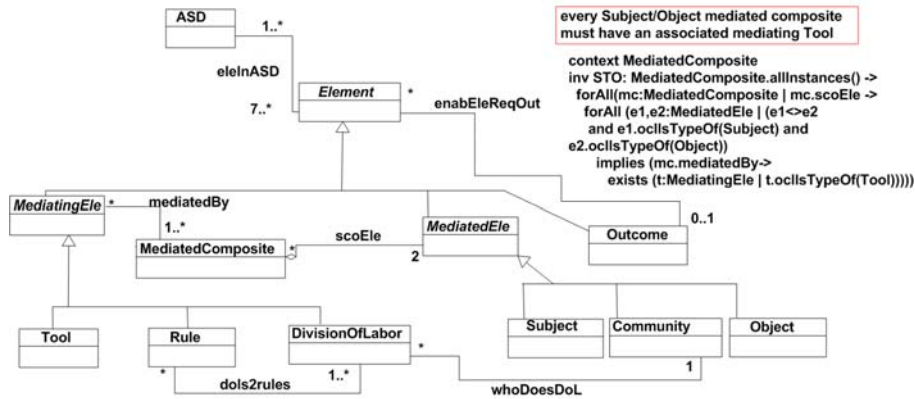 ASD
1..*
eleInASD
7..*
Element
*
enabEleReqOut
every Subject/Object mediated composite
must have an associated mediating Tool
context MediatedComposite
inv STO: MediatedComposite.allInstances() ->
forAll(mc:MediatedComposite | mc.scoEle ->
forAll (e1,e2:MediatedEle | (e1<>e2
and e1.oclIsTypeOf(Subject) and
e2.oclIsTypeOf(Object))
implies (mc.mediatedBy->
exists (t:MediatingEle | t.oclIsTypeOf(Tool)))))
MediatingEle
*
mediatedBy
1..*
MediatedComposite
*
scoEle
2
MediatedEle
0..1
Outcome
Tool
Rule
DivisionOfLabor
Subject
Community
Object
*
dols2rules
1..*
*
whoDoesDoL
1